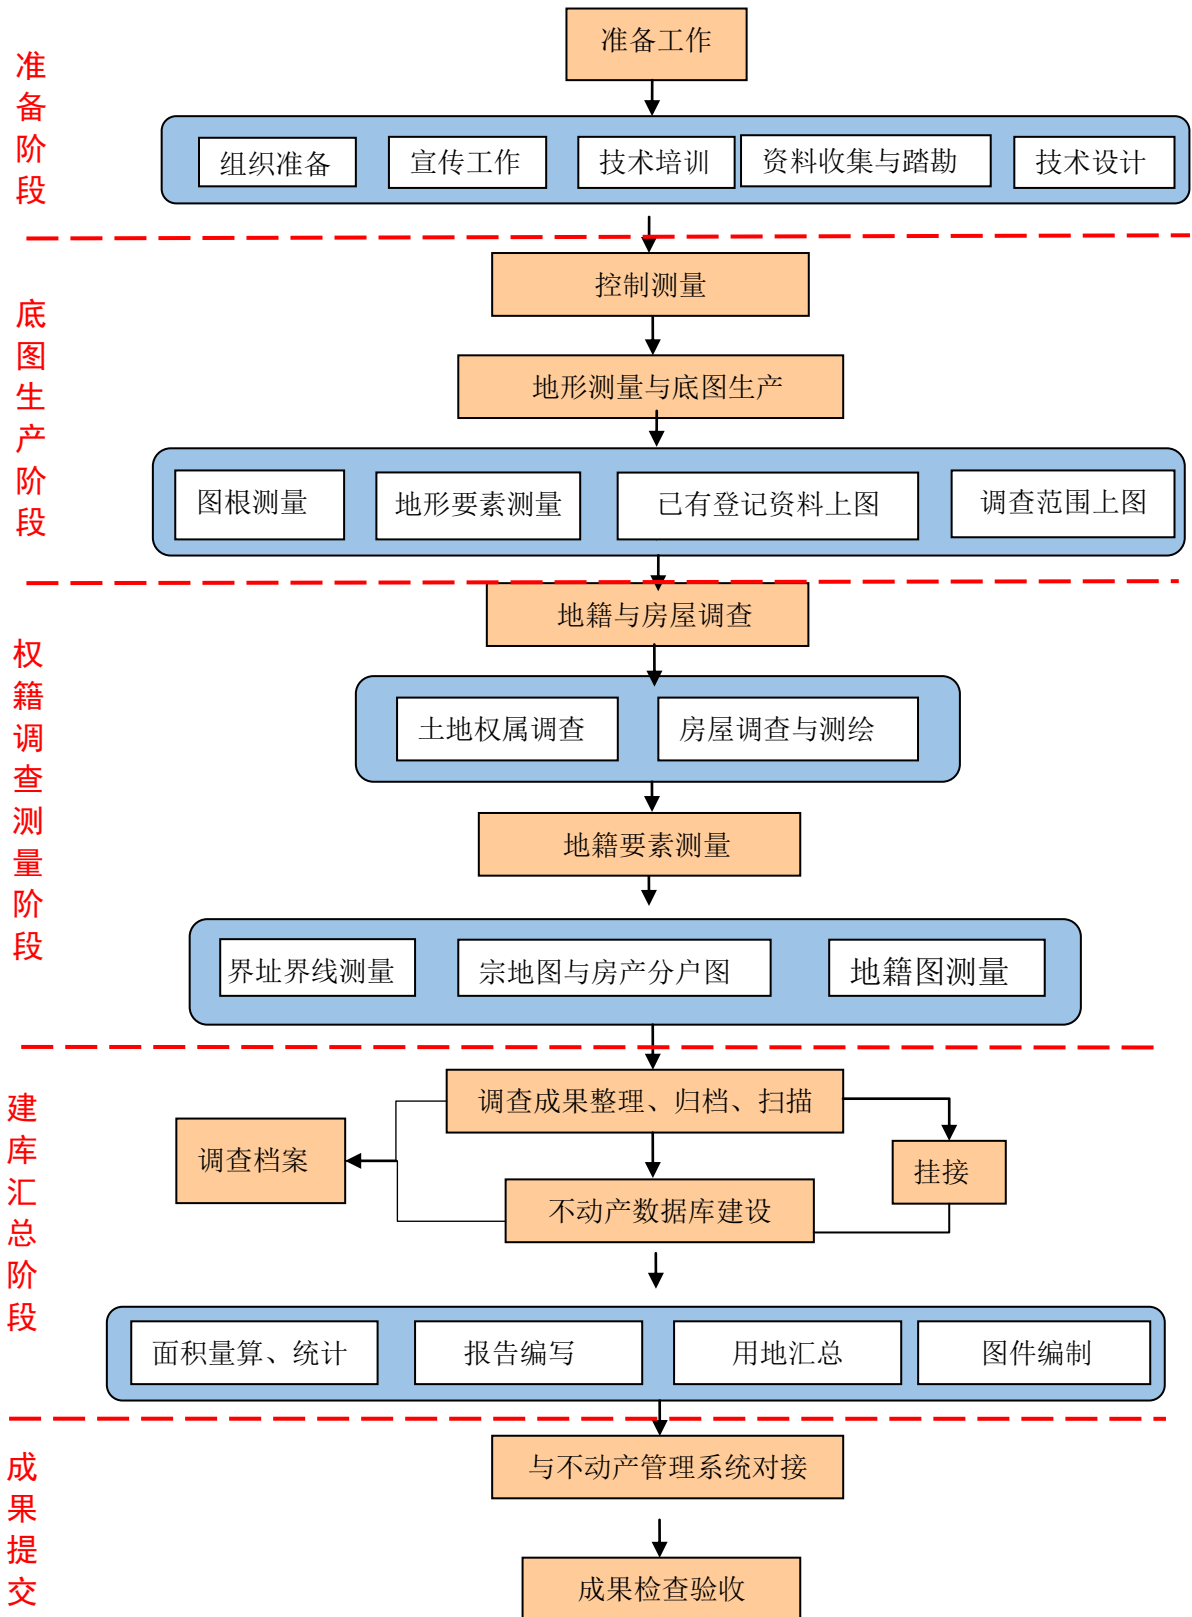 准备阶段
准备工作
组织准备
宣传工作
技术培训
资料收集与踏勘
技术设计
底图生产阶段
控制测量
地形测量与底图生产
图根测量
地形要素测量
已有登记资料上图
调查范围上图
权籍调查测量阶段
地籍与房屋调查
土地权属调查
房屋调查与测绘
地籍要素测量
界址界线测量
宗地图与房产分户图
地籍图测量
建库汇总阶段
调查成果整理、归档、扫描
调查档案
挂接
不动产数据库建设
面积量算、统计
报告编写
用地汇总
图件编制
成果提交
与不动产管理系统对接
成果检查验收